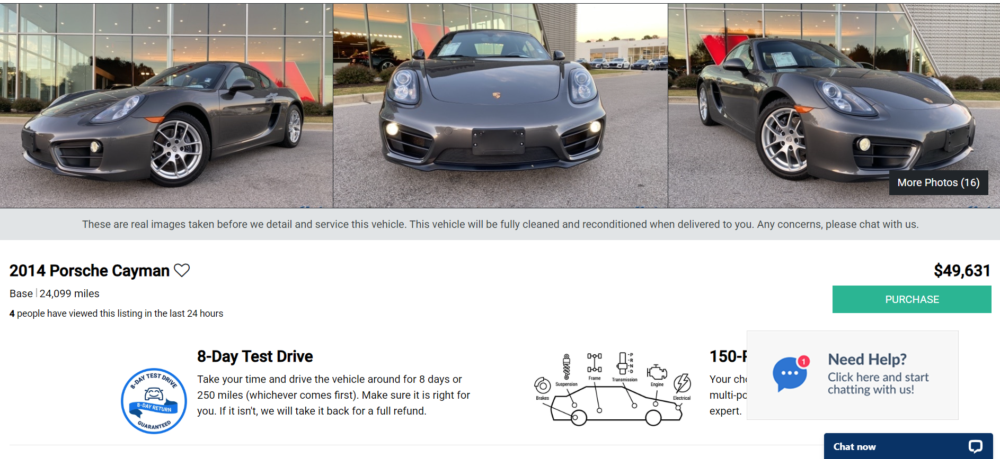 More Photos (16)
These are real images taken before we detail and service this vehicle. This vehicle will be fully cleaned and reconditioned when delivered to you. Any concerns, please chat with us.
2014 Porsche Cayman
$49,631
Base | 24,099 miles
PURCHASE
4 people have viewed this listing in the last 24 hours
8-DAY TEST DRIVE
8-DAY RETURN
GUARANTEED
8-Day Test Drive
Take your time and drive the vehicle around for 8 days or
250 miles (whichever comes first). Make sure it is right for
you. If it isn't, we will take it back for a full refund.
Brakes
Suspension
Frame
-P
-R
-N
-D
Transmission
Engine
Electrical
150-
Your
expert.
1
Need Help?
Click here and start
chatting with us!
Chat now